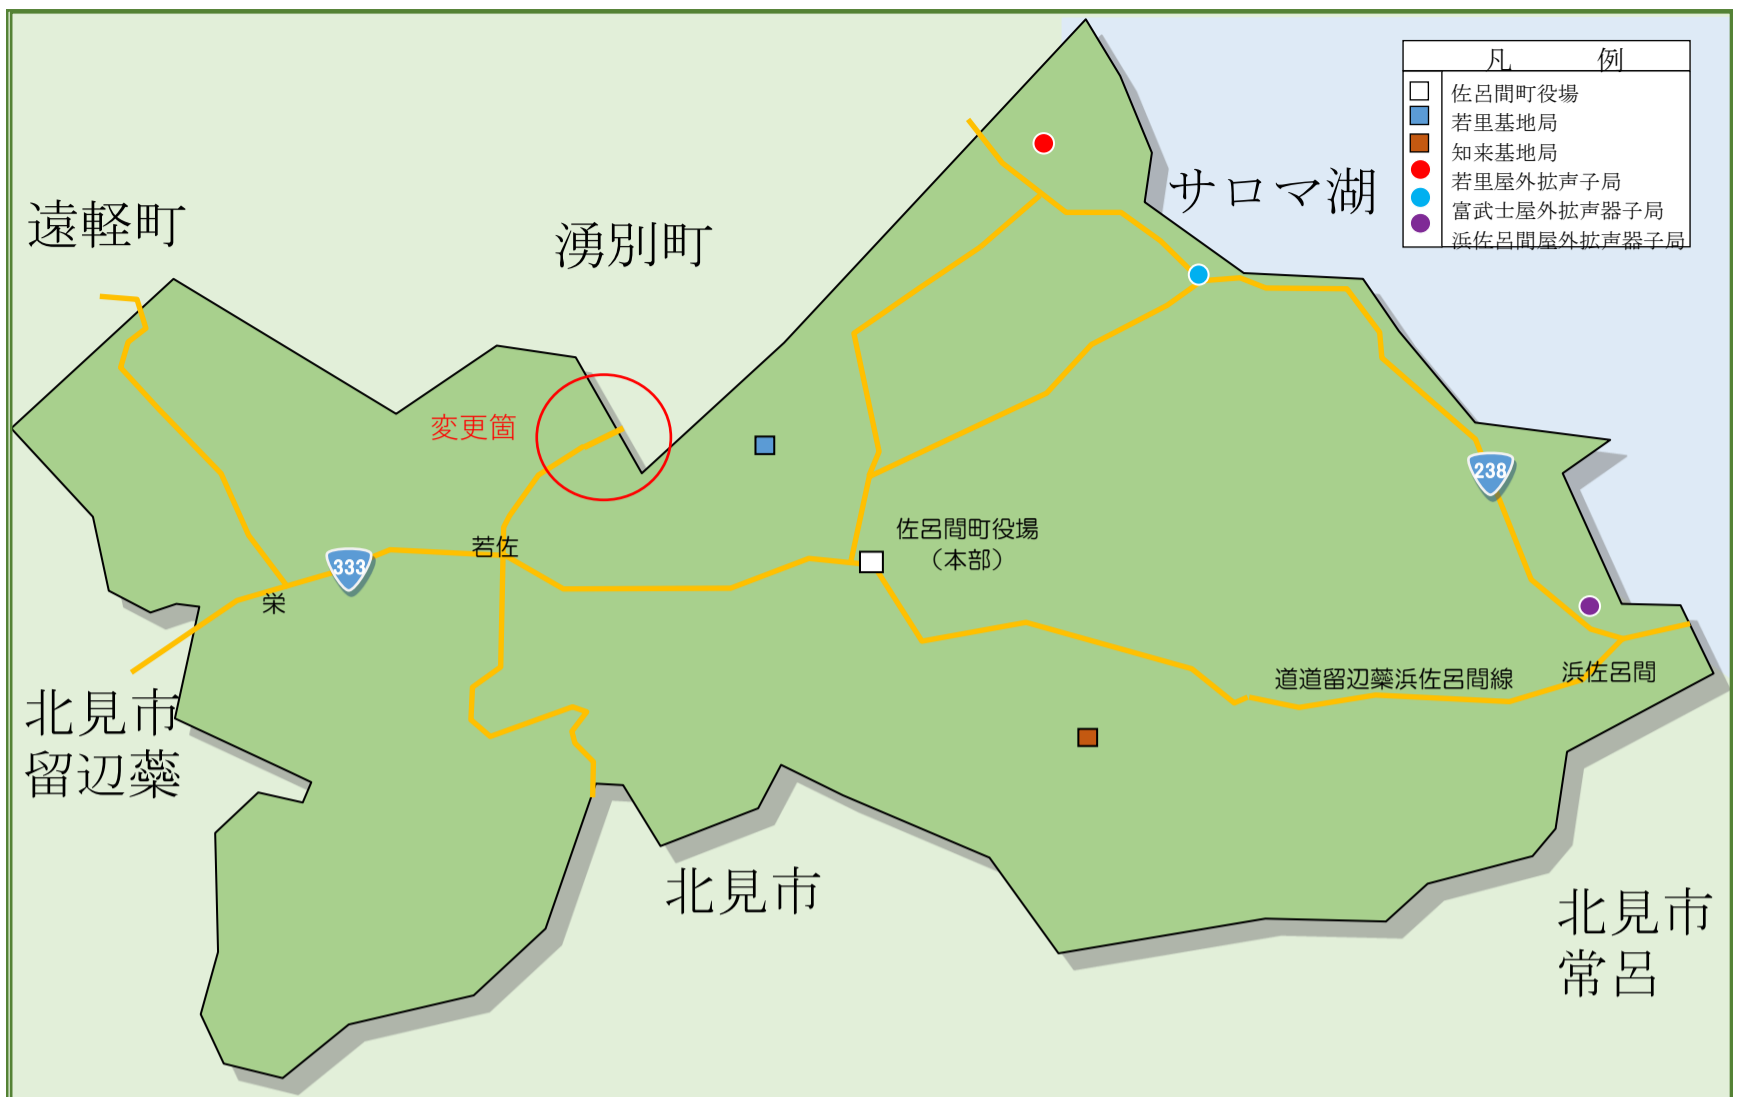 凡　例
佐呂間町役場
若里基地局
知来基地局
若里屋外拡声子局
富武士屋外拡声器子局
浜佐呂間屋外拡声器子局
サロマ湖
遠軽町
湧別町
変更箇
238
佐呂間町役場
（本部）
若佐
333
栄
道道留辺蘂浜佐呂間線
浜佐呂間
北見市
留辺蘂
北見市
北見市
常呂